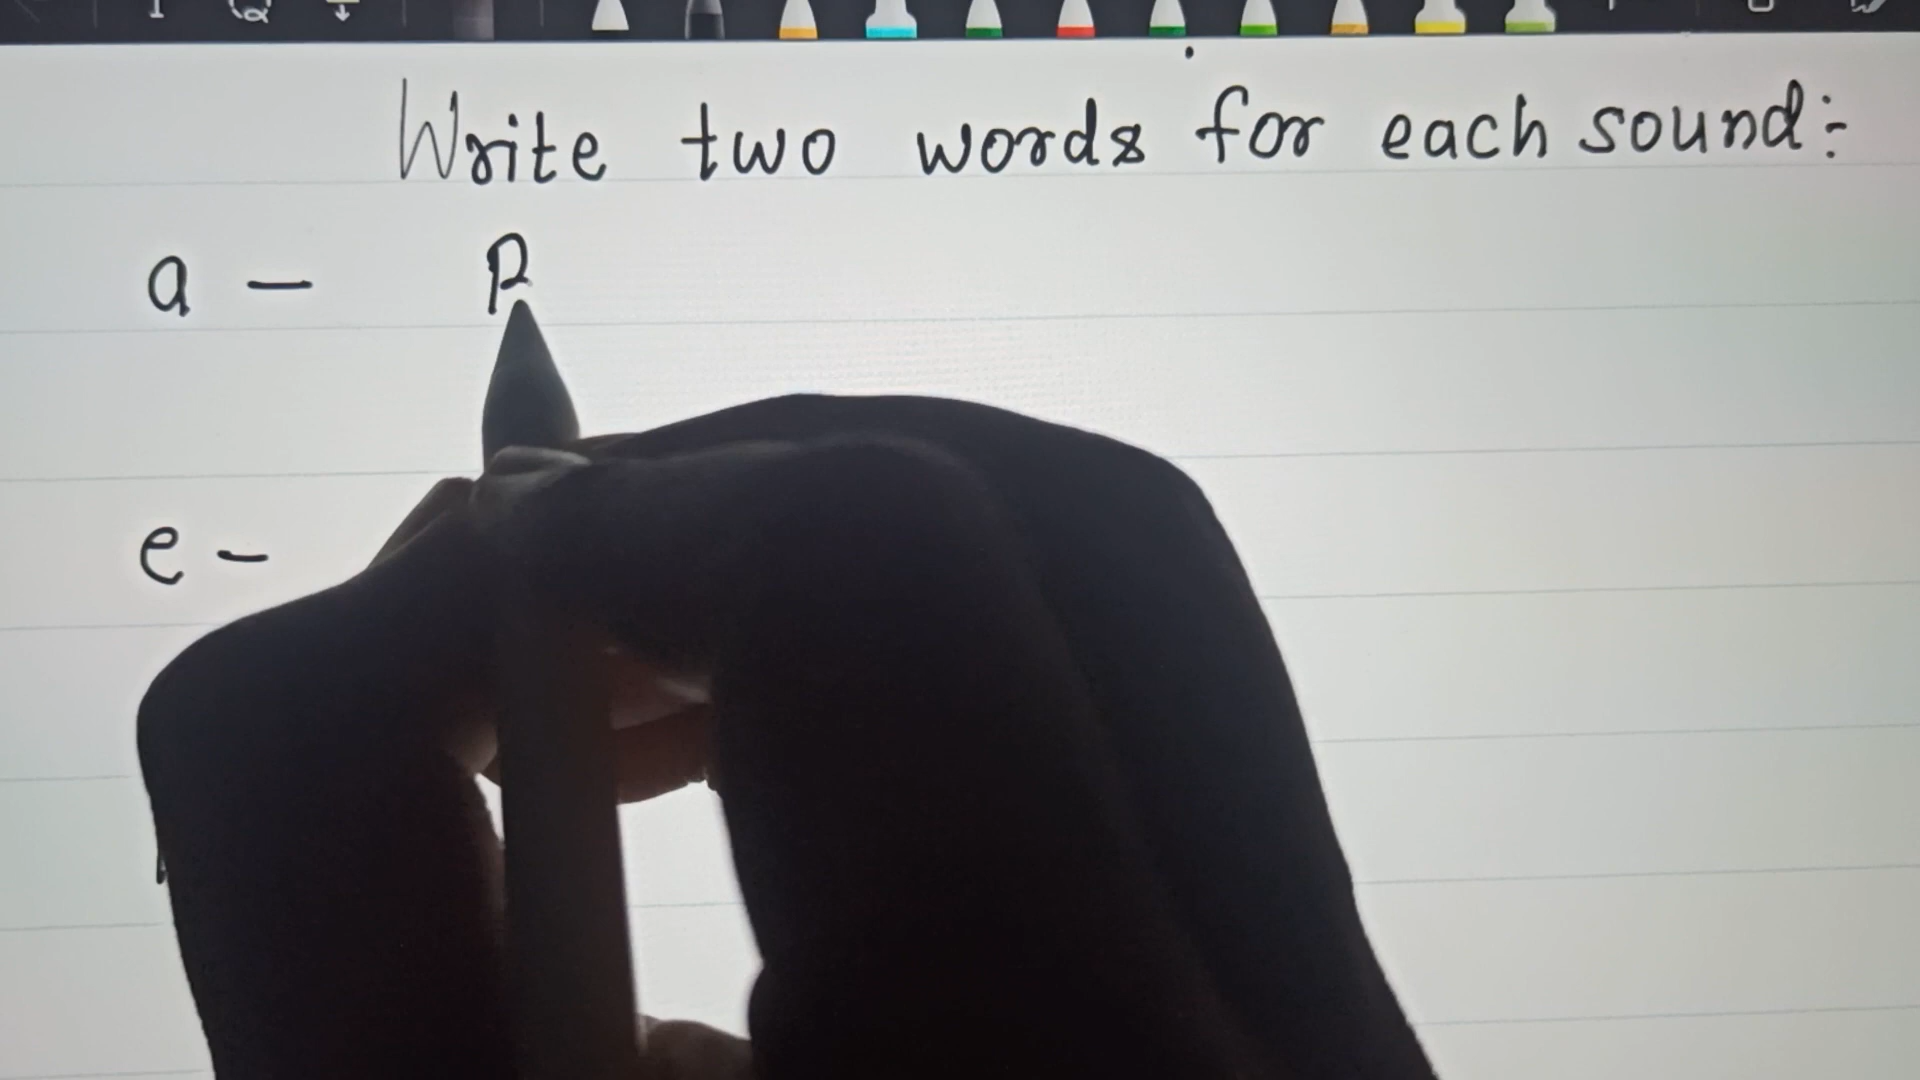 Write two words for each sound:-
a - R
e -